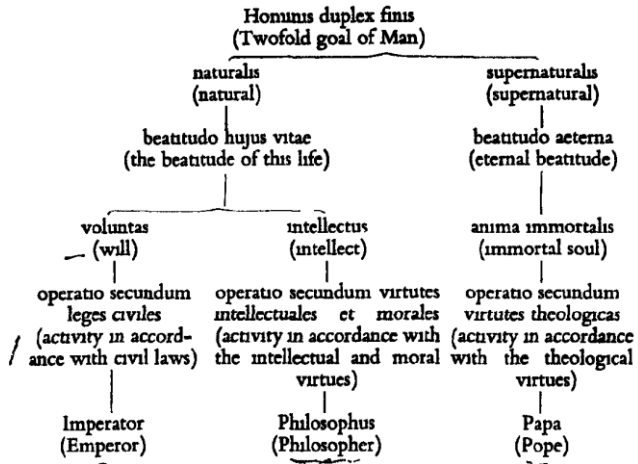 Hominis duplex finis
(Twofold goal of Man)
naturalis
(natural)
supernaturalis
(supernatural)
beatitudo hujus vitae
(the beatitude of this life)
beatitudo aeterna
(eternal beatitude)
voluntas
(will)
intellectus
(intellect)
anima immortalis
(immortal soul)
operatio secundum
leges civiles
(activity in accord-
ance with civil laws)
operatio secundum virtutes
intellectuales et morales
(activity in accordance with
the intellectual and moral
virtues)
operatio secundum
virtutes theologicas
(activity in accordance
with the theological
virtues)
Imperator
(Emperor)
Philosophus
(Philosopher)
Papa
(Pope)